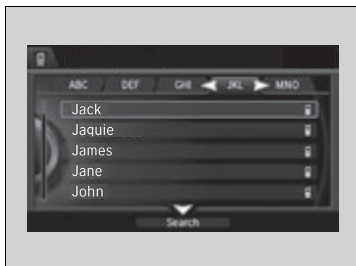 ABC DEF GHI JKL MNO
Jack
Jaquie
James
Jane
John
Search